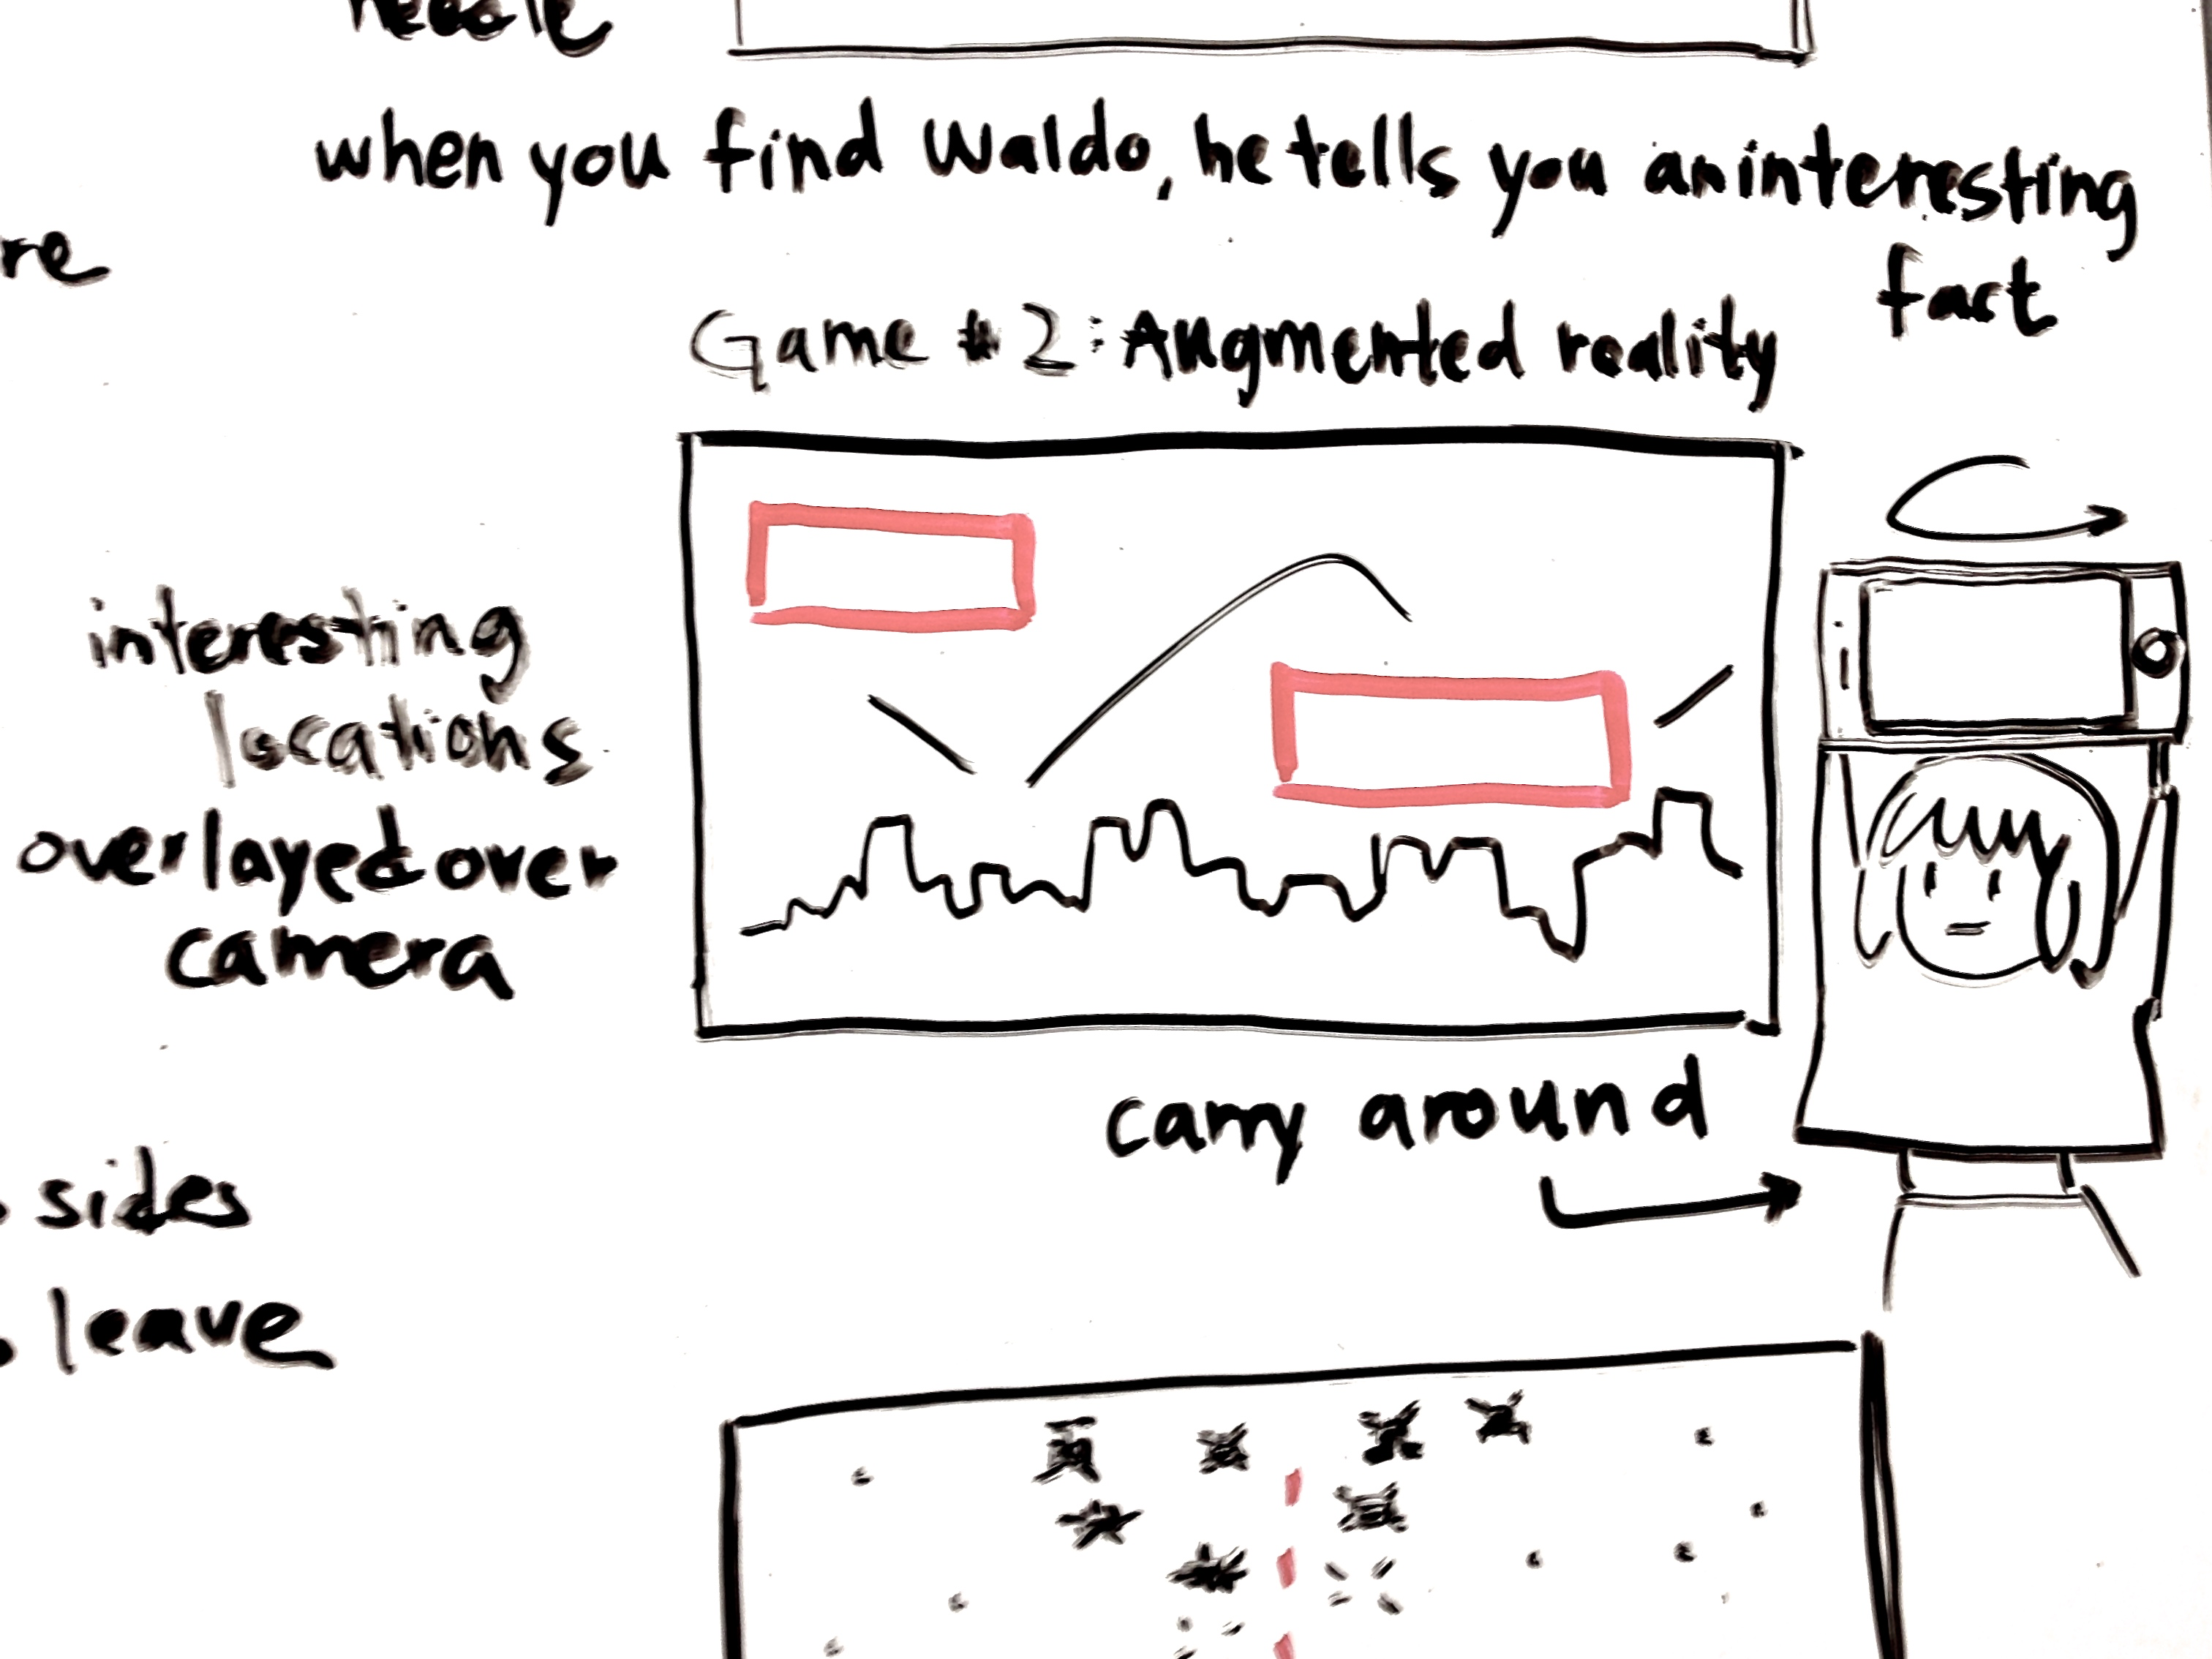 needle
when you find Waldo, he tells you an interesting
fact
re
Game #2: Augmented reality
interesting
locations
overlayed over
camera
carry around
sides
leave